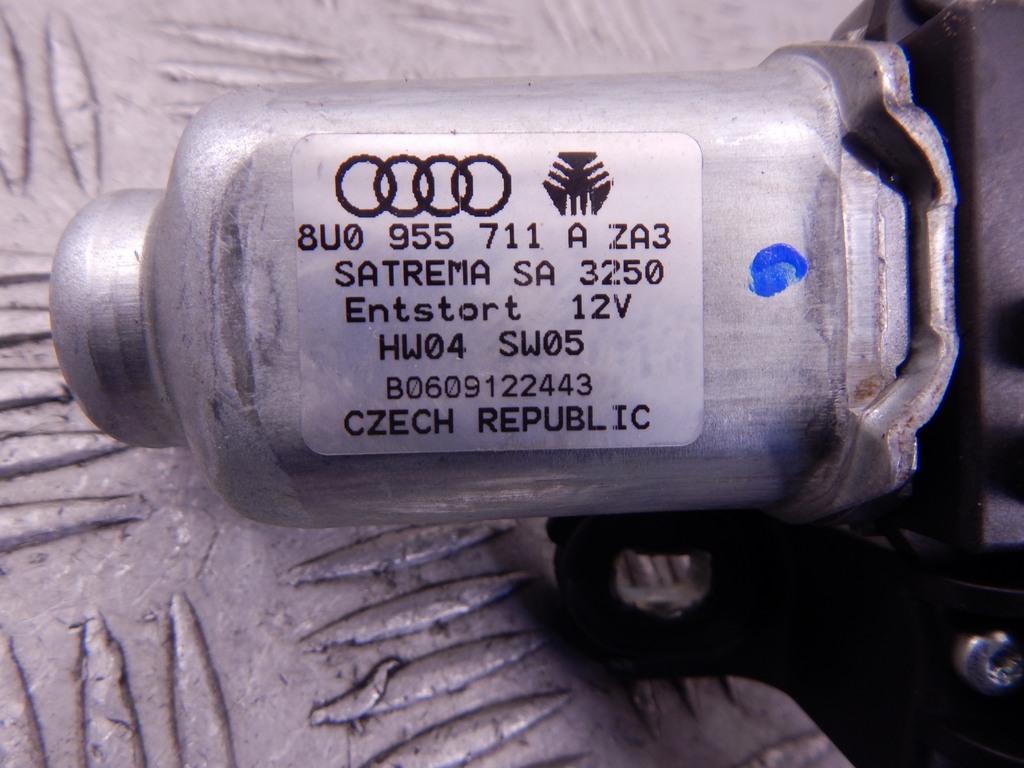 8U0 955 711 A ZA3
SATREMA SA 3250
Entstort 12V
HW04 SW05
B0609122443
CZECH REPUBLIC